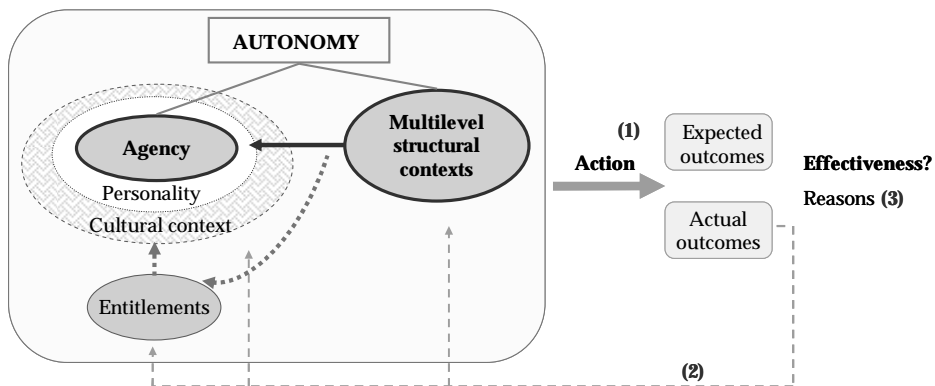 AUTONOMY
Agency
Personality
Cultural context
Entitlements
Multilevel
structural
contexts
(1)
Action
Expected
outcomes
Actual
outcomes
Effectiveness?
Reasons (3)
(2)